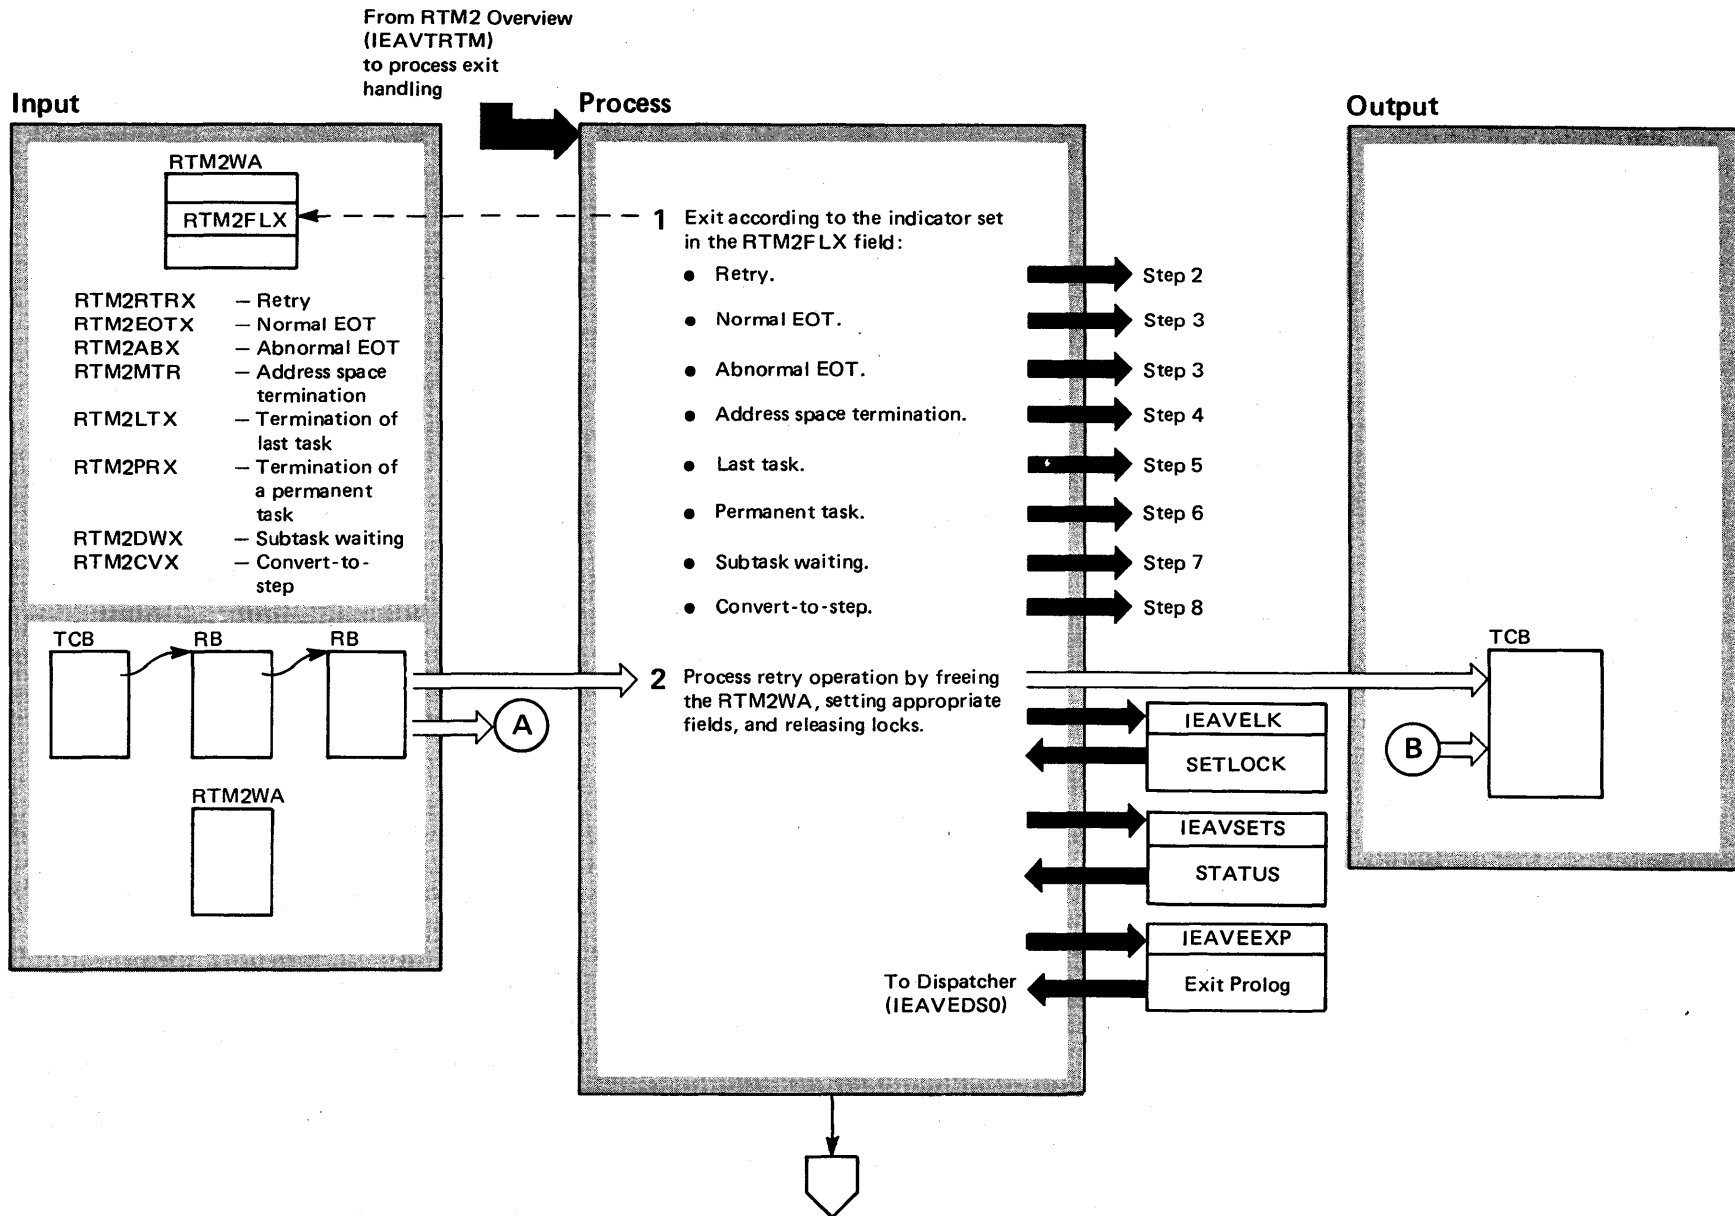 From RTM2 Overview
(IEAVTRTM)
to process exit
handling
Input
Process
Output
RTM2WA
RTM2FLX
RTM2RTRX – Retry
RTM2EOTX – Normal EOT
RTM2ABX – Abnormal EOT
RTM2MTR – Address space
termination
RTM2LTX – Termination of
last task
RTM2PRX – Termination of
a permanent
task
RTM2DWX – Subtask waiting
RTM2CVX – Convert-to-
step
1 Exit according to the indicator set
in the RTM2FLX field:
• Retry. Step 2
• Normal EOT. Step 3
• Abnormal EOT. Step 3
• Address space termination. Step 4
• Last task. Step 5
• Permanent task. Step 6
• Subtask waiting. Step 7
• Convert-to-step. Step 8
TCB RB RB
A
RTM2WA
2 Process retry operation by freeing
the RTM2WA, setting appropriate
fields, and releasing locks.
IEAVELK
SETLOCK
IEAVSETS
STATUS
IEAVEEXP
Exit Prolog
To Dispatcher
(IEAVEDS0)
TCB
B